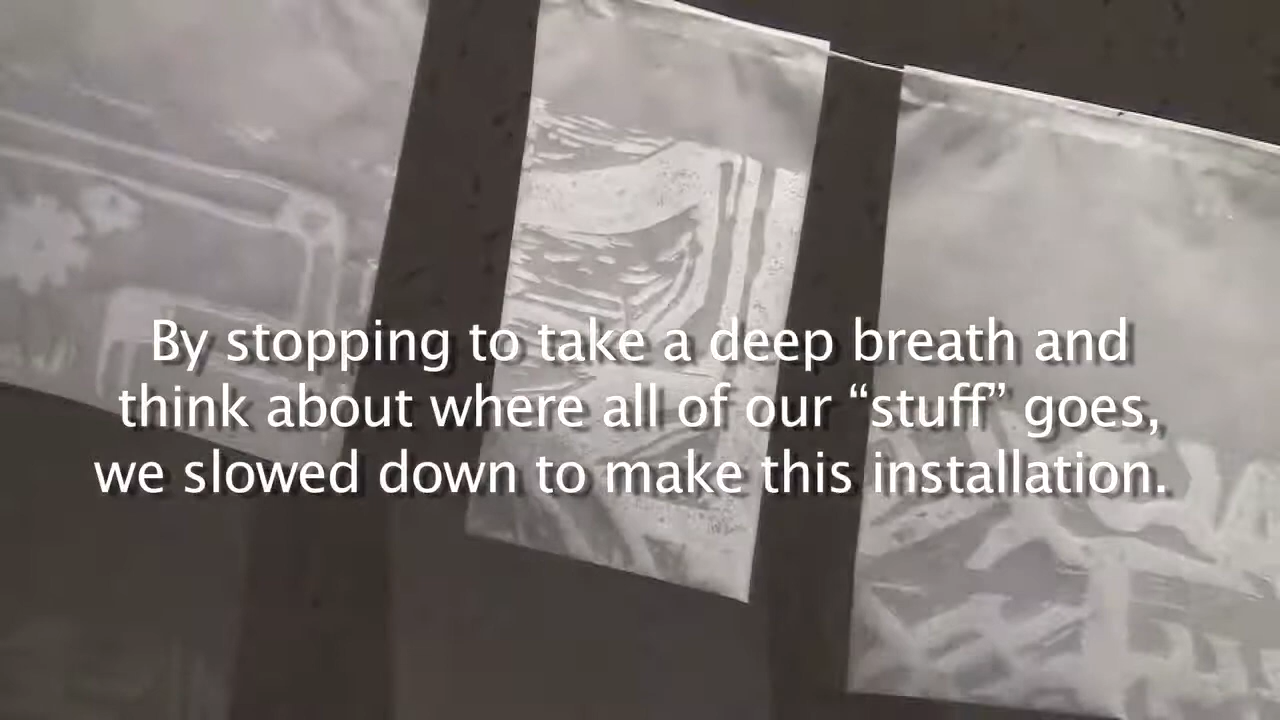 By stopping to take a deep breath and
think about where all of our “stuff” goes,
we slowed down to make this installation.